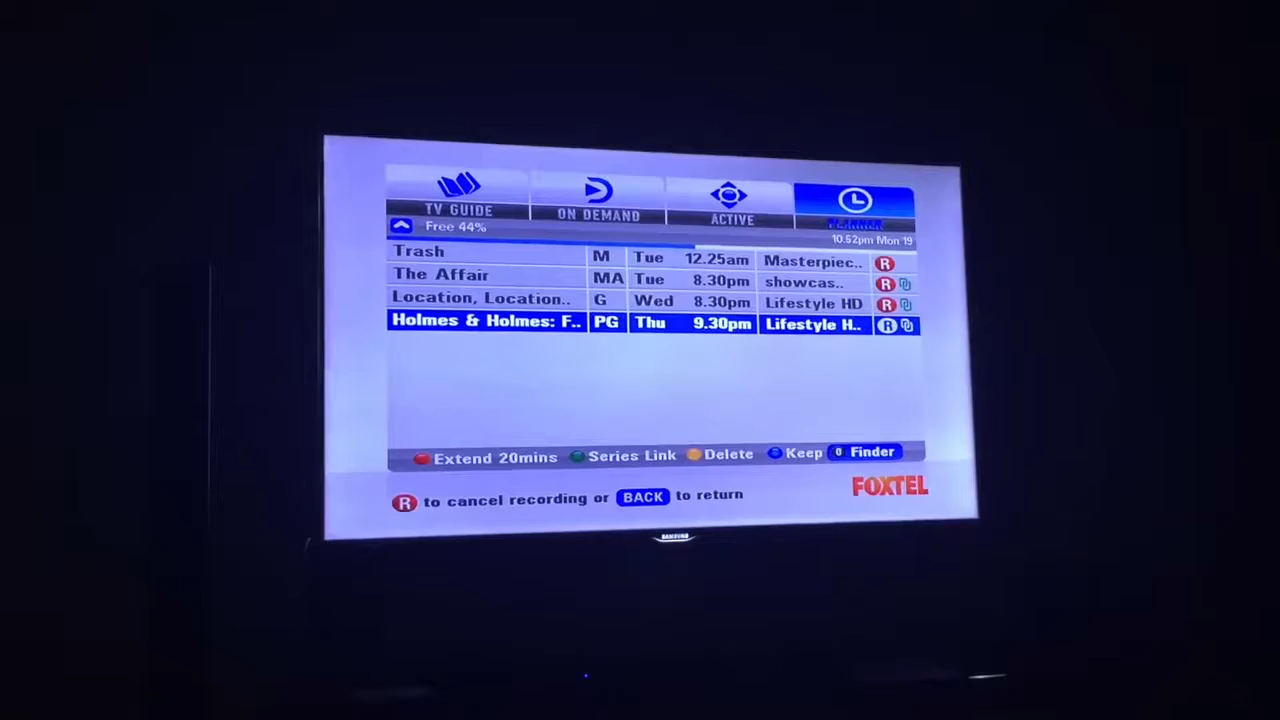 TV GUIDE
ON DEMAND
ACTIVE
PLANNER
Free 44%
10.52pm Mon 19
Trash M Tue 12.25am Masterpiec.. R
The Affair MA Tue 8.30pm showcas.. R
Location, Location.. G Wed 8.30pm Lifestyle HD R
Holmes & Holmes: F.. PG Thu 9.30pm Lifestyle H.. R
Extend 20mins Series Link Delete Keep 0 Finder
R to cancel recording or BACK to return
FOXTEL
SAMSUNG